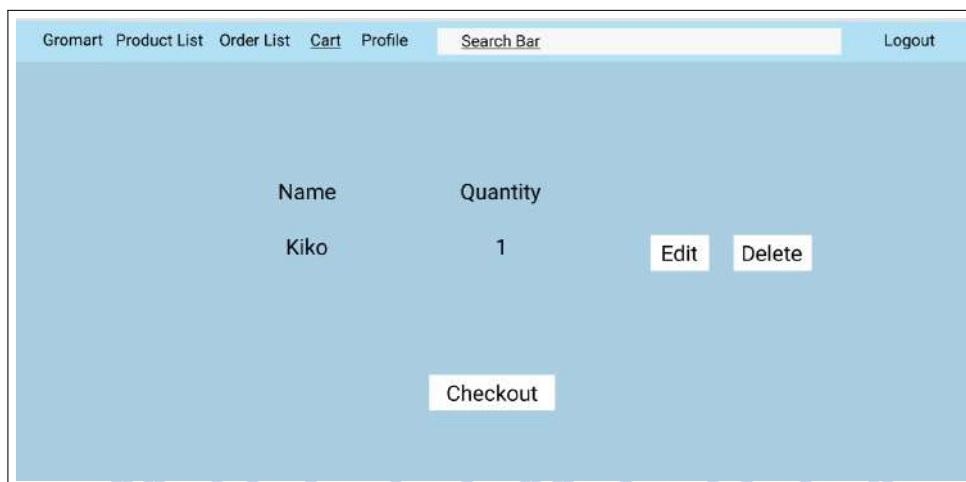 Gromart Product List Order List Cart Profile Search Bar Logout
Name Quantity
Kiko 1 Edit Delete
Checkout